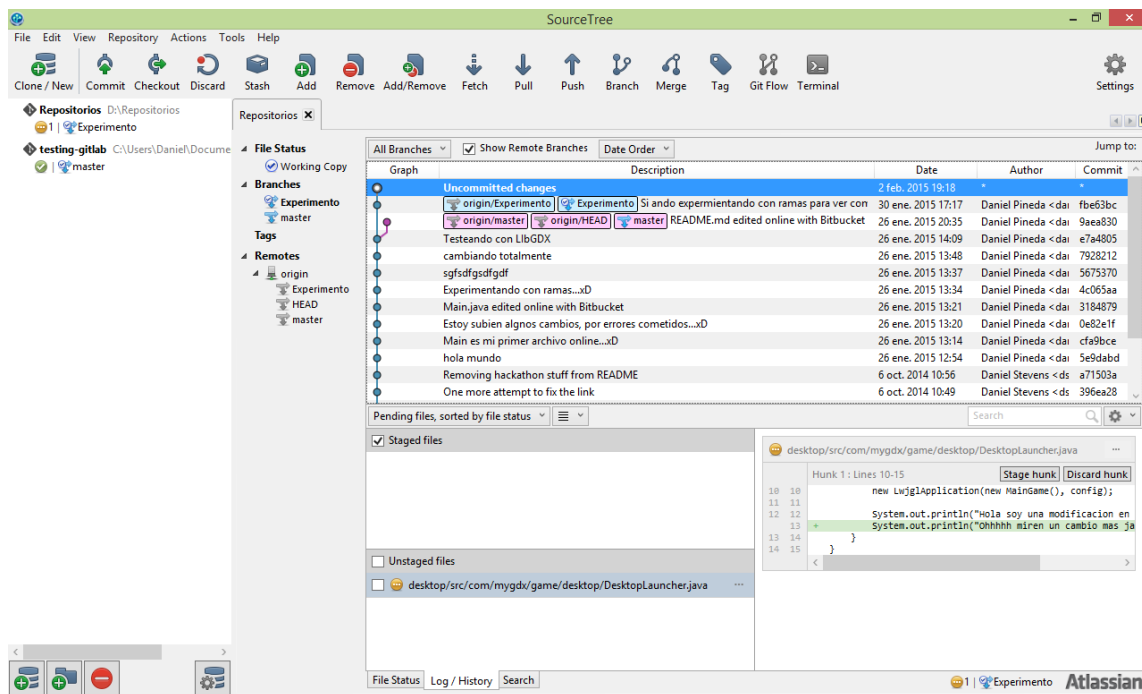 SourceTree
File Edit View Repository Actions Tools Help
Clone / New Commit Checkout Discard Stash Add Remove Add/Remove Fetch Pull Push Branch Merge Tag Git Flow Terminal Settings
Repositorios D:\Repositorios
1 | Experimento
testing-gitlab C:\Users\Daniel\Docume
master
Repositorios
File Status
Working Copy
Branches
Experimento
master
Tags
Remotes
origin
Experimento
HEAD
master
All Branches Show Remote Branches Date Order Jump to:
Graph Description Date Author Commit
Uncommitted changes 2 feb. 2015 19:18 * *
origin/Experimento Experimento Si ando expermientando con ramas para ver com 30 ene. 2015 17:17 Daniel Pineda <dai fbe63bc
origin/master origin/HEAD master README.md edited online with Bitbucket 26 ene. 2015 20:35 Daniel Pineda <dai 9aea830
Testeando con LIbGDX 26 ene. 2015 14:09 Daniel Pineda <dai e7a4805
cambiando totalmente 26 ene. 2015 13:48 Daniel Pineda <dai 7928212
sgfsdfgsdfgdf 26 ene. 2015 13:37 Daniel Pineda <dai 5675370
Experimentando con ramas...xD 26 ene. 2015 13:34 Daniel Pineda <dai 4c065aa
Main.java edited online with Bitbucket 26 ene. 2015 13:21 Daniel Pineda <dai 3184879
Estoy subien algnos cambios, por errores cometidos...xD 26 ene. 2015 13:20 Daniel Pineda <dai 0e82e1f
Main es mi primer archivo online...xD 26 ene. 2015 13:14 Daniel Pineda <dai cfa9bce
hola mundo 26 ene. 2015 12:54 Daniel Pineda <dai 5e9dabd
Removing hackathon stuff from README 6 oct. 2014 10:56 Daniel Stevens <ds a71503a
One more attempt to fix the link 6 oct. 2014 10:49 Daniel Stevens <ds 396ea28
Pending files, sorted by file status Search
Staged files
Unstaged files
desktop/src/com/mygdx/game/desktop/DesktopLauncher.java ...
desktop/src/com/mygdx/game/desktop/DesktopLauncher.java ...
Hunk 1 : Lines 10-15 Stage hunk Discard hunk
10 10 new LwjglApplication(new MainGame(), config);
11 11
12 12 System.out.println("Hola soy una modificacion en
13 + System.out.println("Ohhhhh miren un cambio mas ja
13 14 }
14 15 }
File Status Log / History Search
1 | Experimento Atlassian